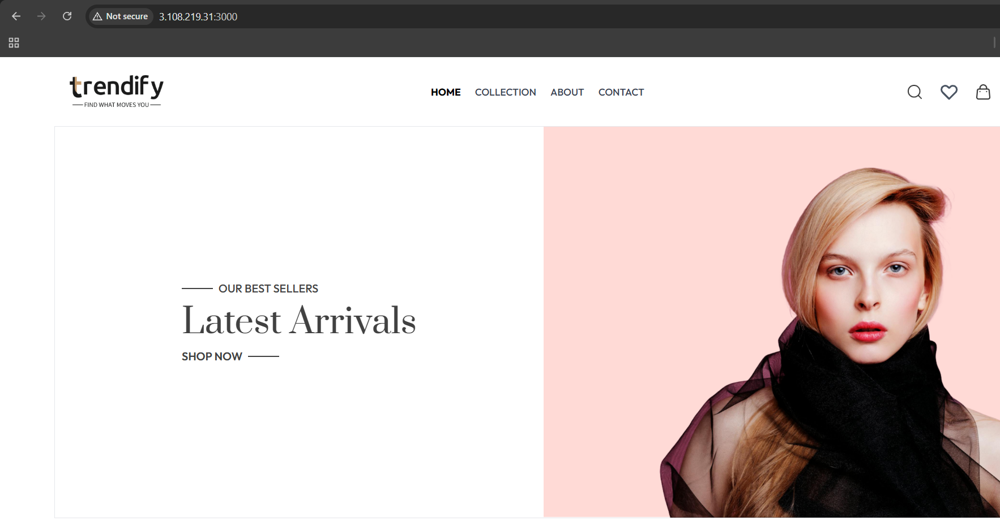 Not secure
3.108.219.31:3000
trendify
FIND WHAT MOVES YOU
HOME COLLECTION ABOUT CONTACT
OUR BEST SELLERS
Latest Arrivals
SHOP NOW